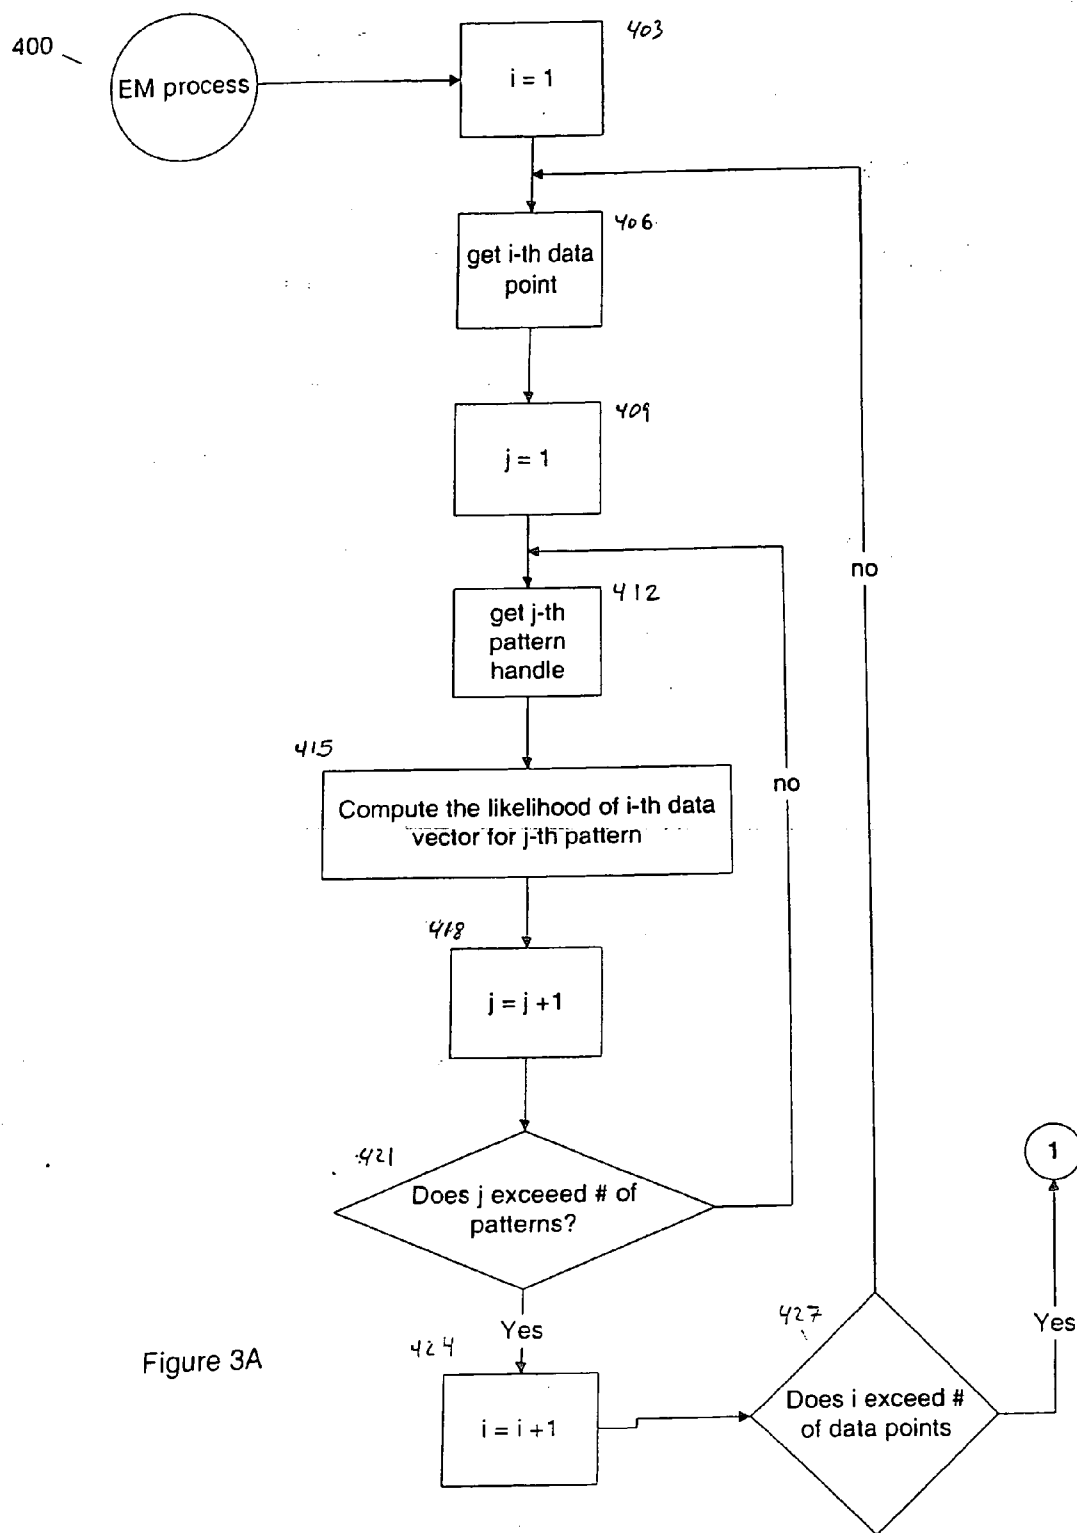 400
EM process
403
i = 1
406
get i-th data
point
409
j = 1
412
get j-th
pattern
handle
no
no
415
Compute the likelihood of i-th data
vector for j-th pattern
418
j = j +1
421
Does j exceeed # of
patterns?
Yes
1
Yes
424
i = i +1
427
Does i exceed #
of data points
Figure 3A